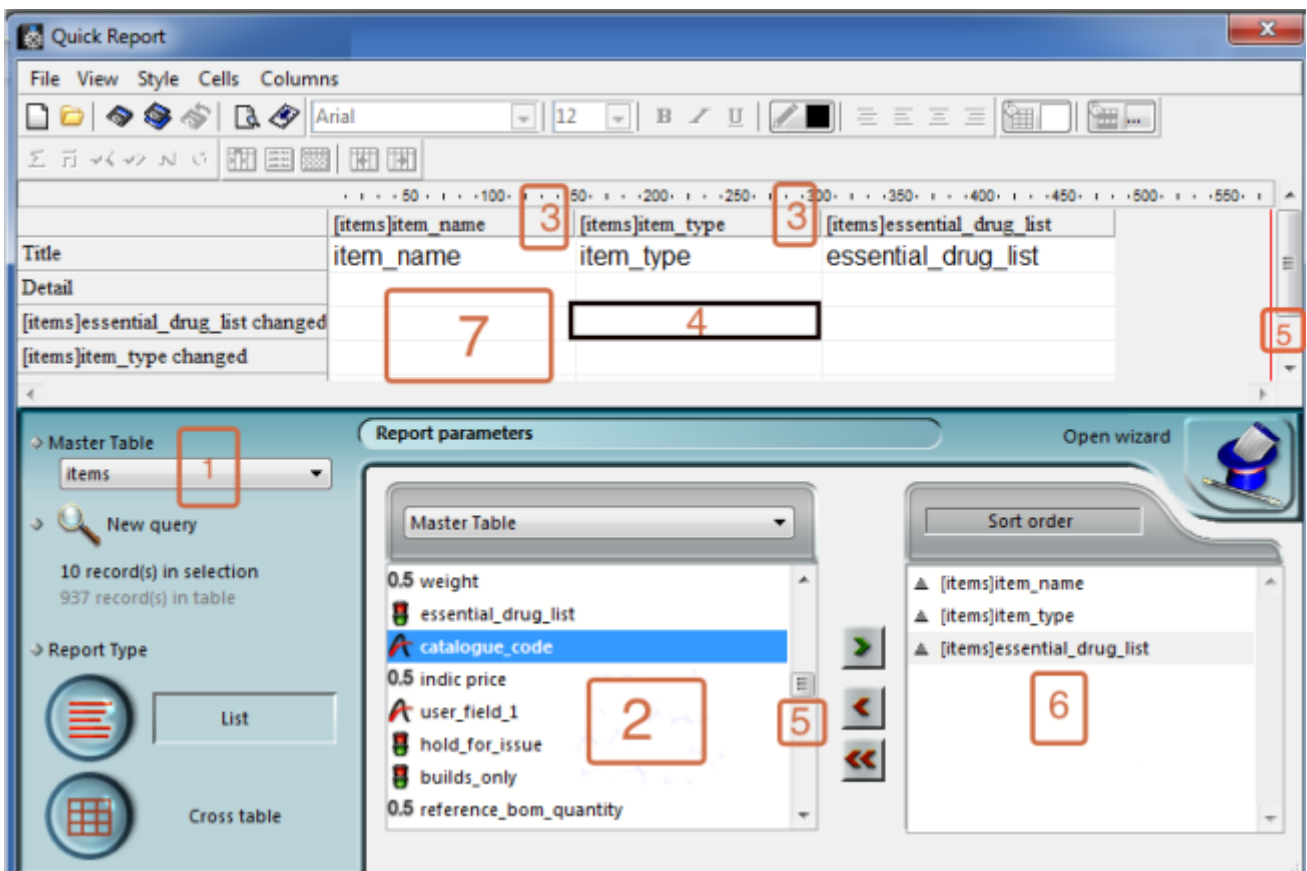 Quick Report
File View Style Cells Columns
Arial 12 B I U
50 100 50 200 250 300 350 400 450 500 550
3 3
[items]item_name [items]item_type [items]essential_drug_list
Title item_name item_type essential_drug_list
Detail
[items]essential_drug_list changed 7 4 5
[items]item_type changed
Master Table
items 1
New query
10 record(s) in selection
937 record(s) in table
Report Type
List
Cross table
Report parameters
Open wizard
Master Table
0.5 weight
essential_drug_list
catalogue_code
0.5 indic price
user_field_1
hold_for_issue
builds_only
0.5 reference_bom_quantity
2
5
Sort order
[items]item_name
[items]item_type
[items]essential_drug_list
6